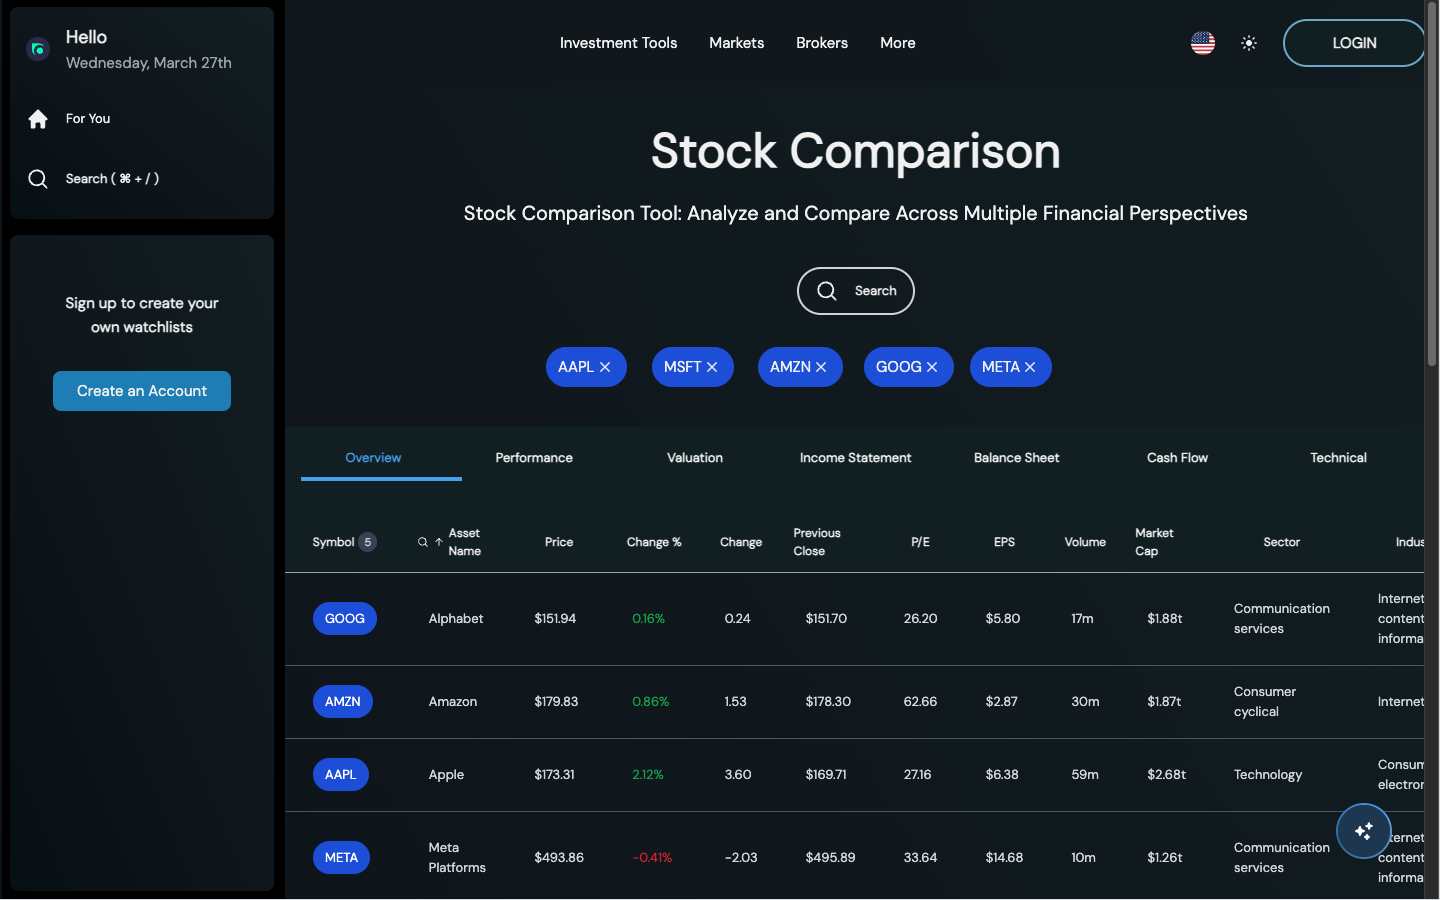 Hello
Wednesday, March 27th
For You
Search ( ⌘ + / )
Sign up to create your
own watchlists
Create an Account
Investment Tools Markets Brokers More
LOGIN
Stock Comparison
Stock Comparison Tool: Analyze and Compare Across Multiple Financial Perspectives
Search
AAPL MSFT AMZN GOOG META
Overview Performance Valuation Income Statement Balance Sheet Cash Flow Technical
Symbol 5 Asset Name Price Change % Change Previous Close P/E EPS Volume Market Cap Sector Indus
GOOG Alphabet $151.94 0.16% 0.24 $151.70 26.20 $5.80 17m $1.88t Communication services Internet content informa
AMZN Amazon $179.83 0.86% 1.53 $178.30 62.66 $2.87 30m $1.87t Consumer cyclical Internet
AAPL Apple $173.31 2.12% 3.60 $169.71 27.16 $6.38 59m $2.68t Technology Consum electror
META Meta Platforms $493.86 -0.41% -2.03 $495.89 33.64 $14.68 10m $1.26t Communication services ternet content informa